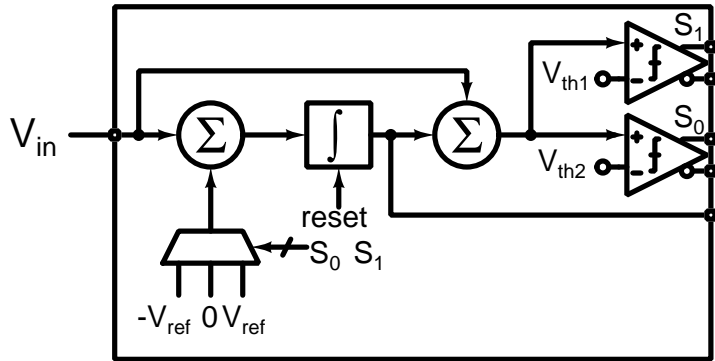 S1
+
-
Vth1
Vin
Σ
∫
Σ
S0
+
-
Vth2
reset
S0 S1
-Vref 0 Vref